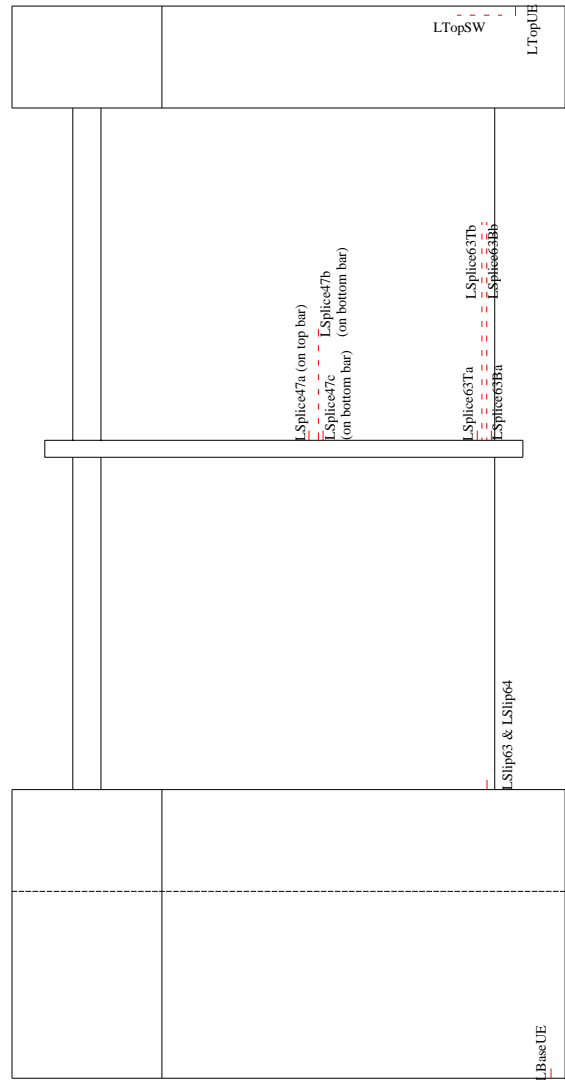 LTopSW
LTopUE
LSplice47a (on top bar)
LSplice47b
(on bottom bar)
LSplice47c
(on bottom bar)
LSplice63Tb
LSplice63Bb
LSplice63Ta
LSplice63Ba
LSlip63 & LSlip64
LBaseUE